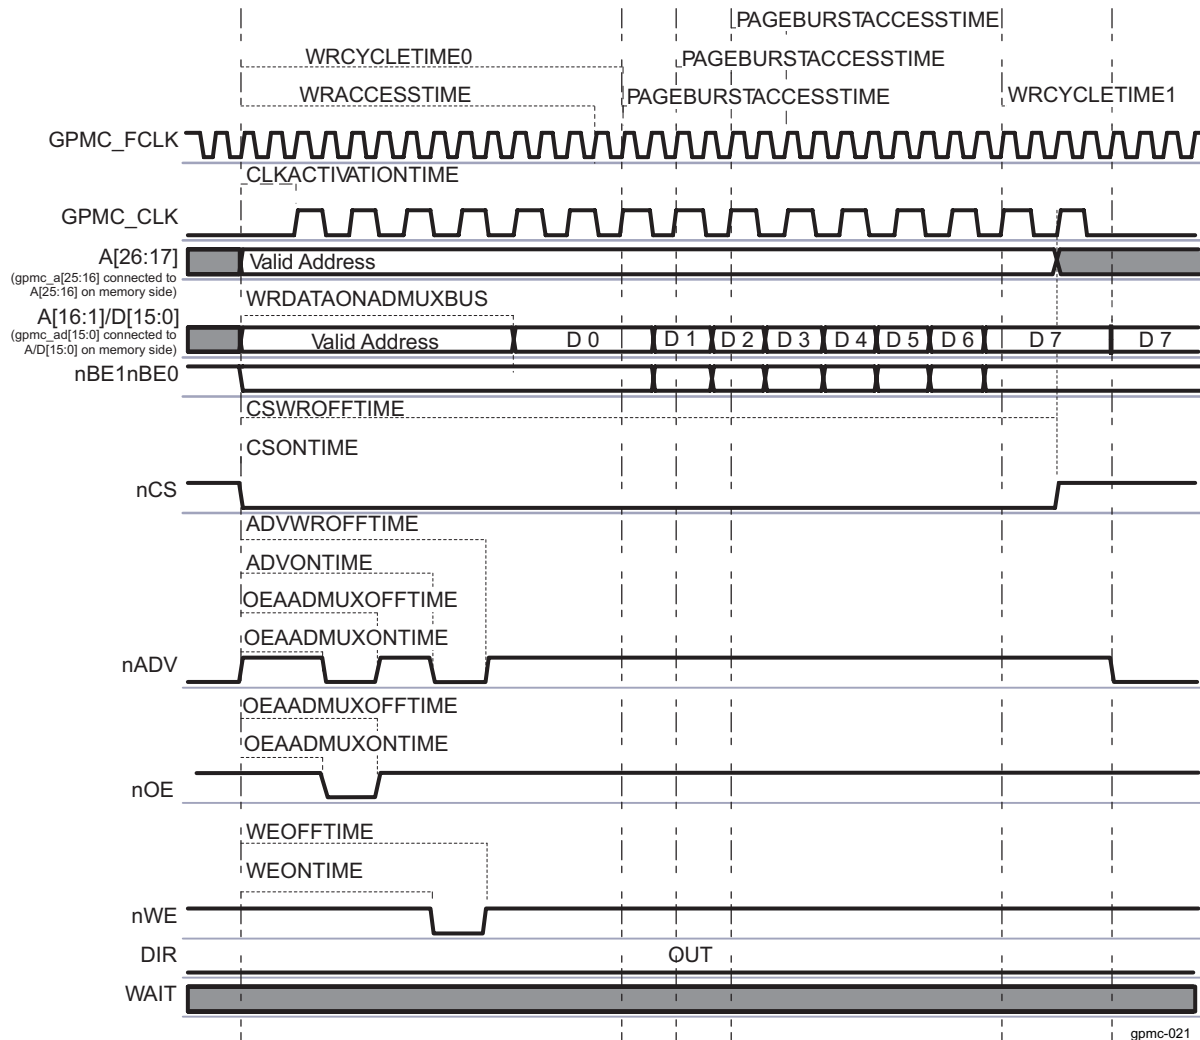 PAGEBURSTACCESSTIME
WRCYCLETIME0
PAGEBURSTACCESSTIME
WRACCESSTIME
PAGEBURSTACCESSTIME
WRCYCLETIME1
GPMC_FCLK
CLKACTIVATIONTIME
GPMC_CLK
A[26:17]
Valid Address
(gpmc_a[25:16] connected to
A[25:16] on memory side)
WRDATAONADMUXBUS
A[16:1]/D[15:0]
(gpmc_ad[15:0] connected to
A/D[15:0] on memory side)
Valid Address D 0 D 1 D 2 D 3 D 4 D 5 D 6 D 7 D 7
nBE1nBE0
CSWROFFTIME
CSONTIME
nCS
ADVWROFFTIME
ADVONTIME
OEAADMUXOFFTIME
OEAADMUXONTIME
nADV
OEAADMUXOFFTIME
OEAADMUXONTIME
nOE
WEOFFTIME
WEONTIME
nWE
DIR OUT
WAIT
gpmc-021